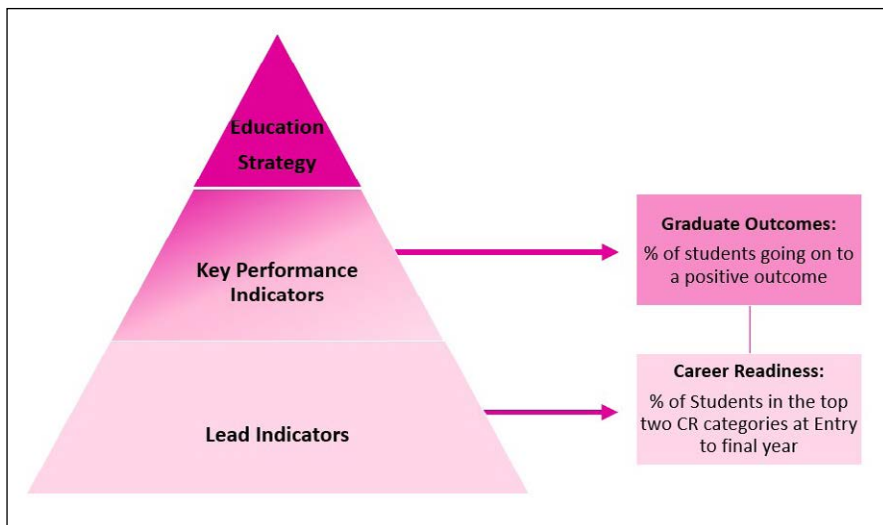 Education
Strategy
Key Performance
Indicators
Lead Indicators
Graduate Outcomes:
% of students going on to
a positive outcome
Career Readiness:
% of Students in the top
two CR categories at Entry
to final year